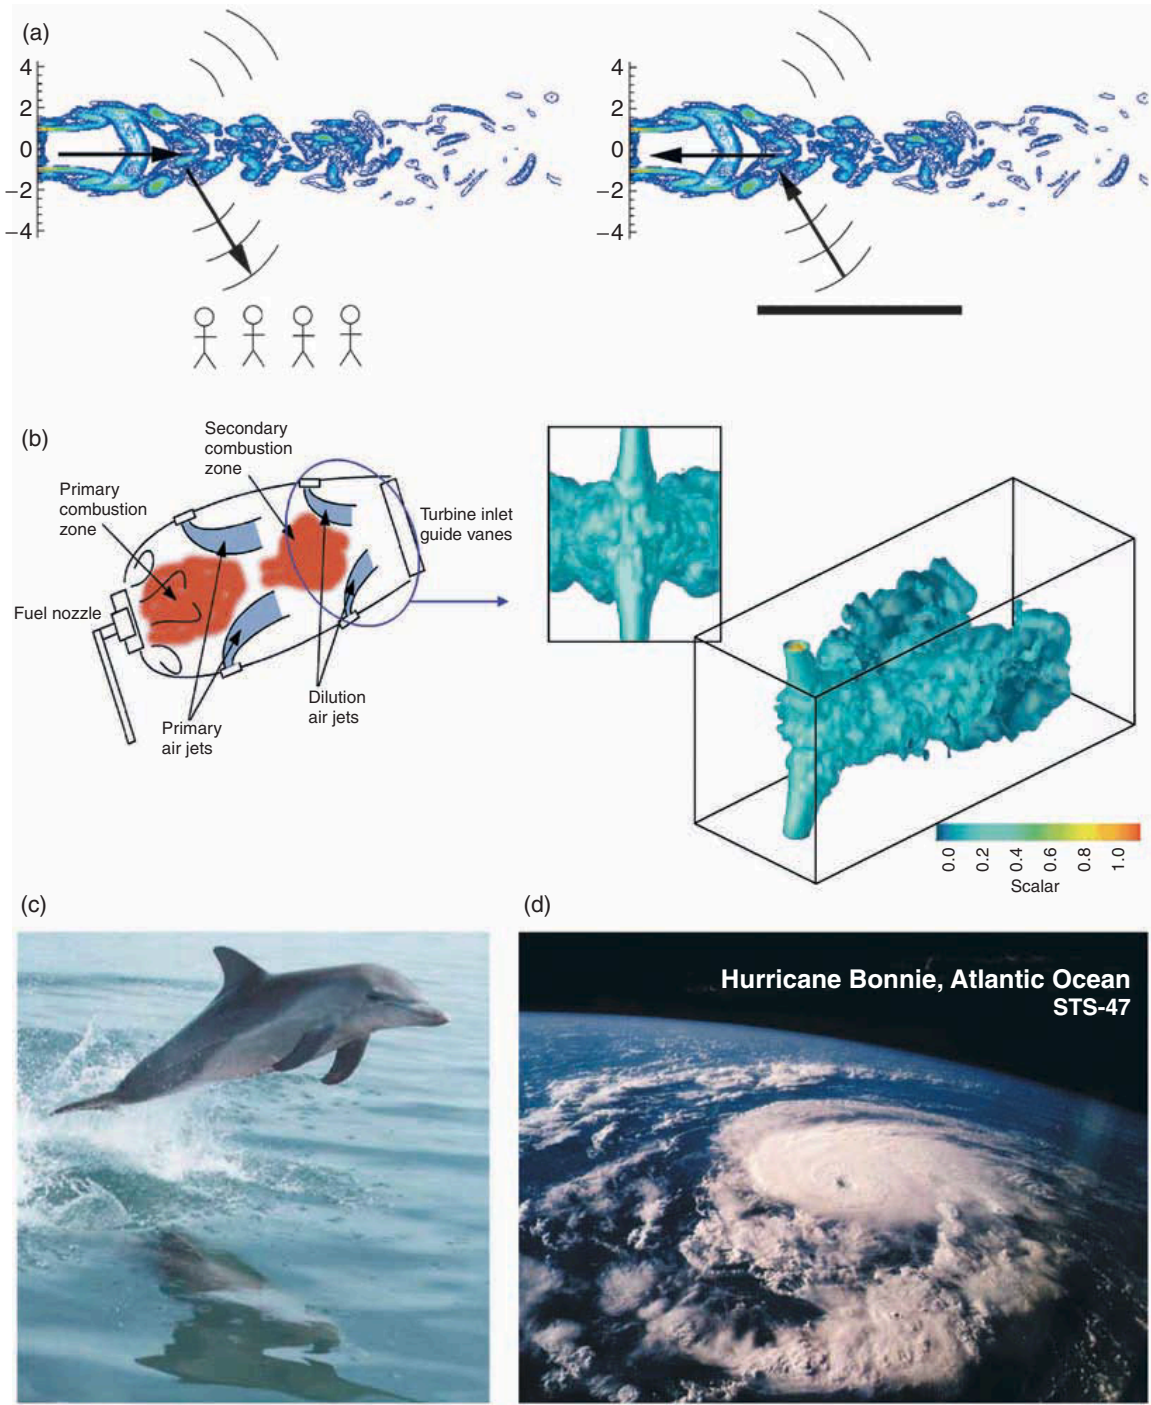 (a)
4
2
0
−2
−4
4
2
0
−2
−4
(b)
Secondary
combustion
zone
Primary
combustion
zone
Turbine inlet
guide vanes
Fuel nozzle
Dilution
air jets
Primary
air jets
0.0
0.2
0.4
0.6
0.8
1.0
Scalar
(c)
(d)
Hurricane Bonnie, Atlantic Ocean
STS-47